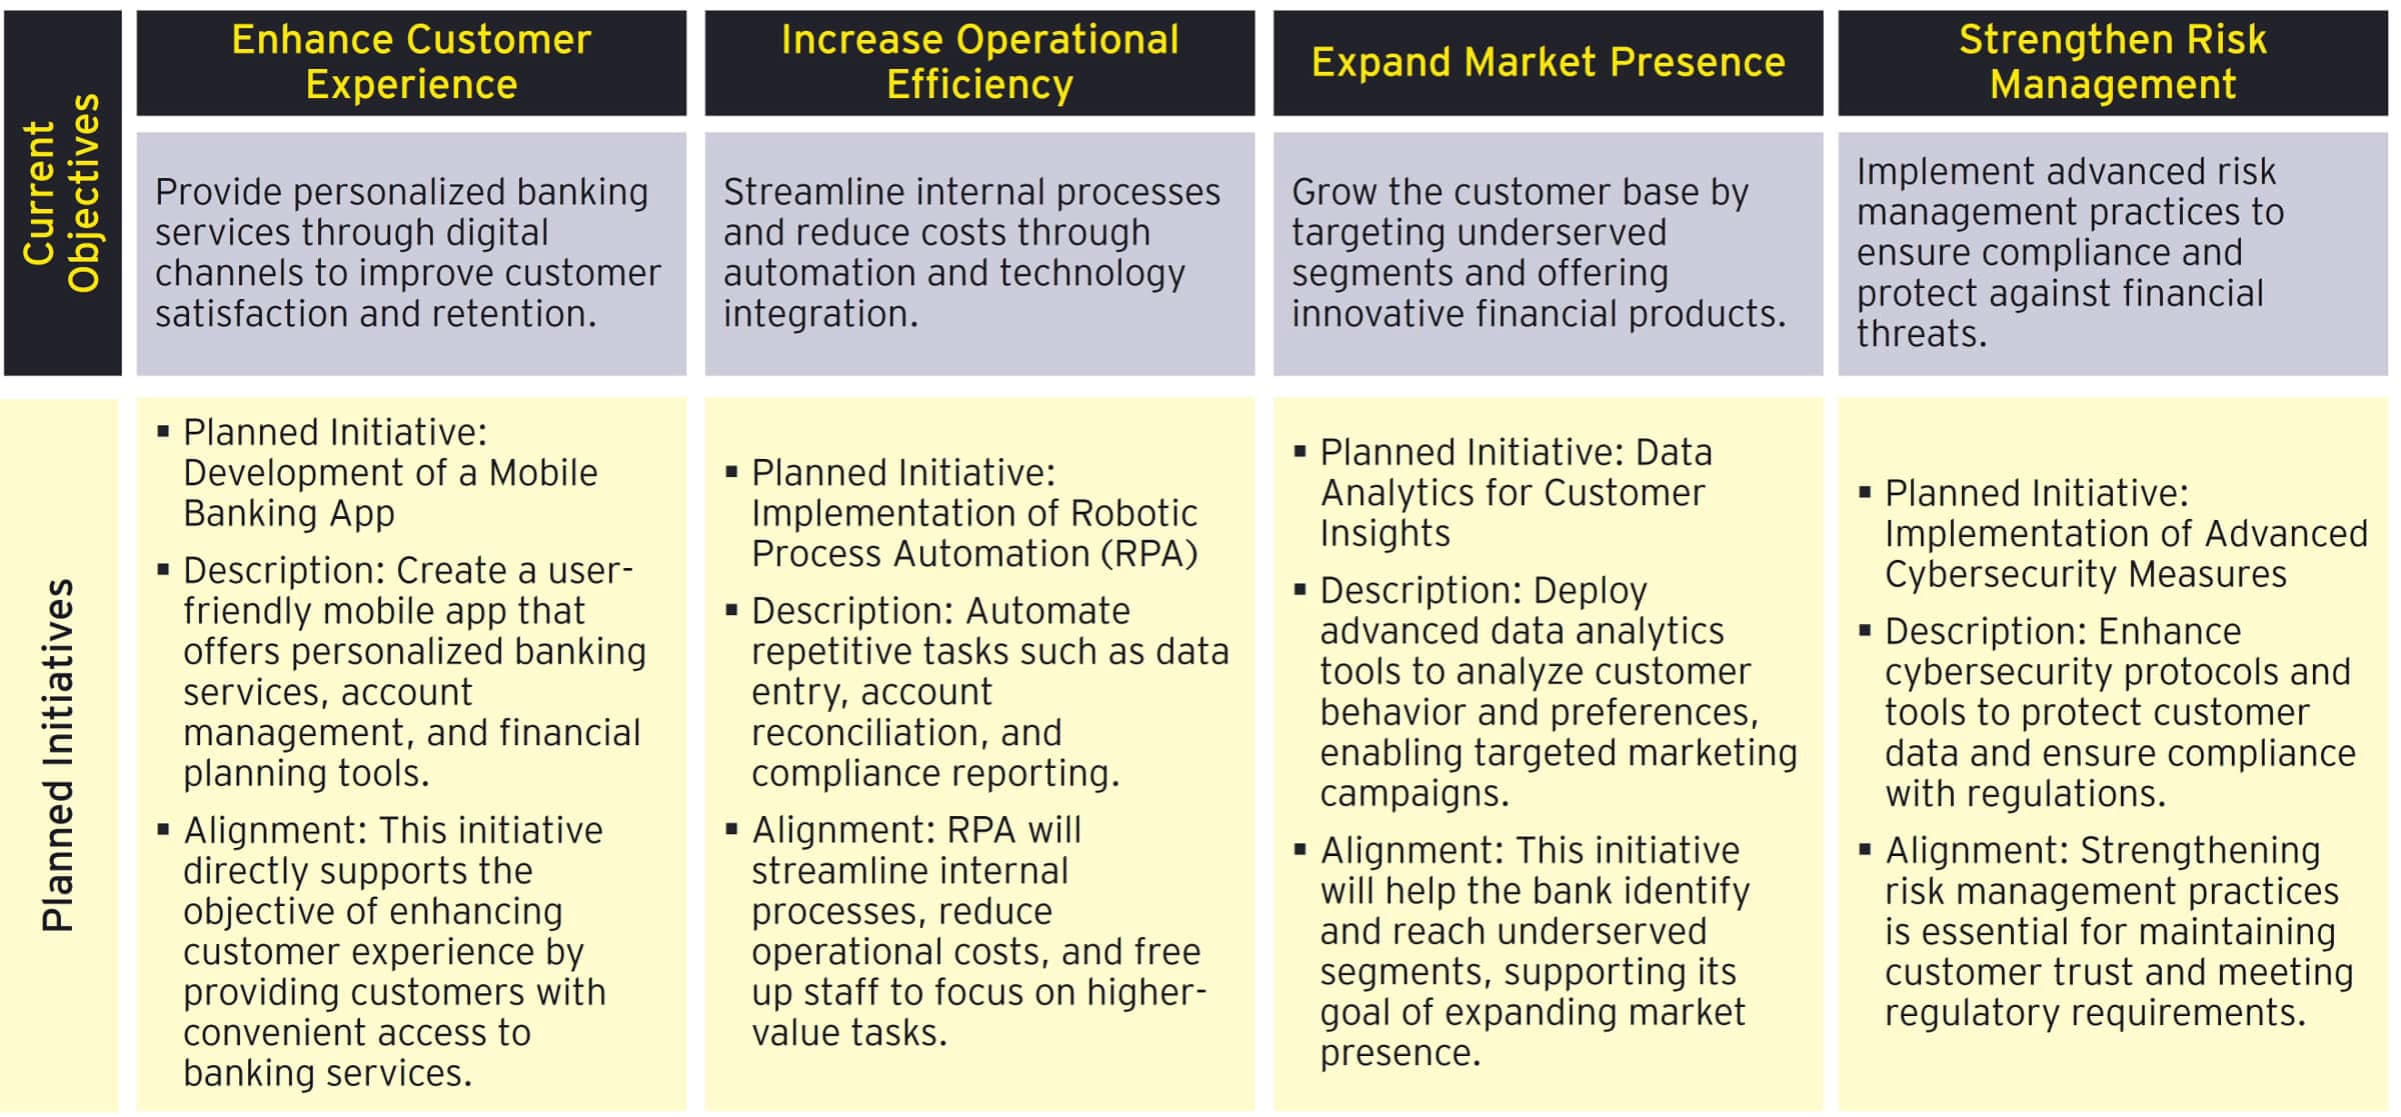 Current
Objectives
Enhance Customer
Experience
Increase Operational
Efficiency
Expand Market Presence
Strengthen Risk
Management
Provide personalized banking
services through digital
channels to improve customer
satisfaction and retention.
Streamline internal processes
and reduce costs through
automation and technology
integration.
Grow the customer base by
targeting underserved
segments and offering
innovative financial products.
Implement advanced risk
management practices to
ensure compliance and
protect against financial
threats.
Planned Initiatives
▪ Planned Initiative:
Development of a Mobile
Banking App
▪ Description: Create a user-
friendly mobile app that
offers personalized banking
services, account
management, and financial
planning tools.
▪ Alignment: This initiative
directly supports the
objective of enhancing
customer experience by
providing customers with
convenient access to
banking services.
▪ Planned Initiative:
Implementation of Robotic
Process Automation (RPA)
▪ Description: Automate
repetitive tasks such as data
entry, account
reconciliation, and
compliance reporting.
▪ Alignment: RPA will
streamline internal
processes, reduce
operational costs, and free
up staff to focus on higher-
value tasks.
▪ Planned Initiative: Data
Analytics for Customer
Insights
▪ Description: Deploy
advanced data analytics
tools to analyze customer
behavior and preferences,
enabling targeted marketing
campaigns.
▪ Alignment: This initiative
will help the bank identify
and reach underserved
segments, supporting its
goal of expanding market
presence.
▪ Planned Initiative:
Implementation of Advanced
Cybersecurity Measures
▪ Description: Enhance
cybersecurity protocols and
tools to protect customer
data and ensure compliance
with regulations.
▪ Alignment: Strengthening
risk management practices
is essential for maintaining
customer trust and meeting
regulatory requirements.